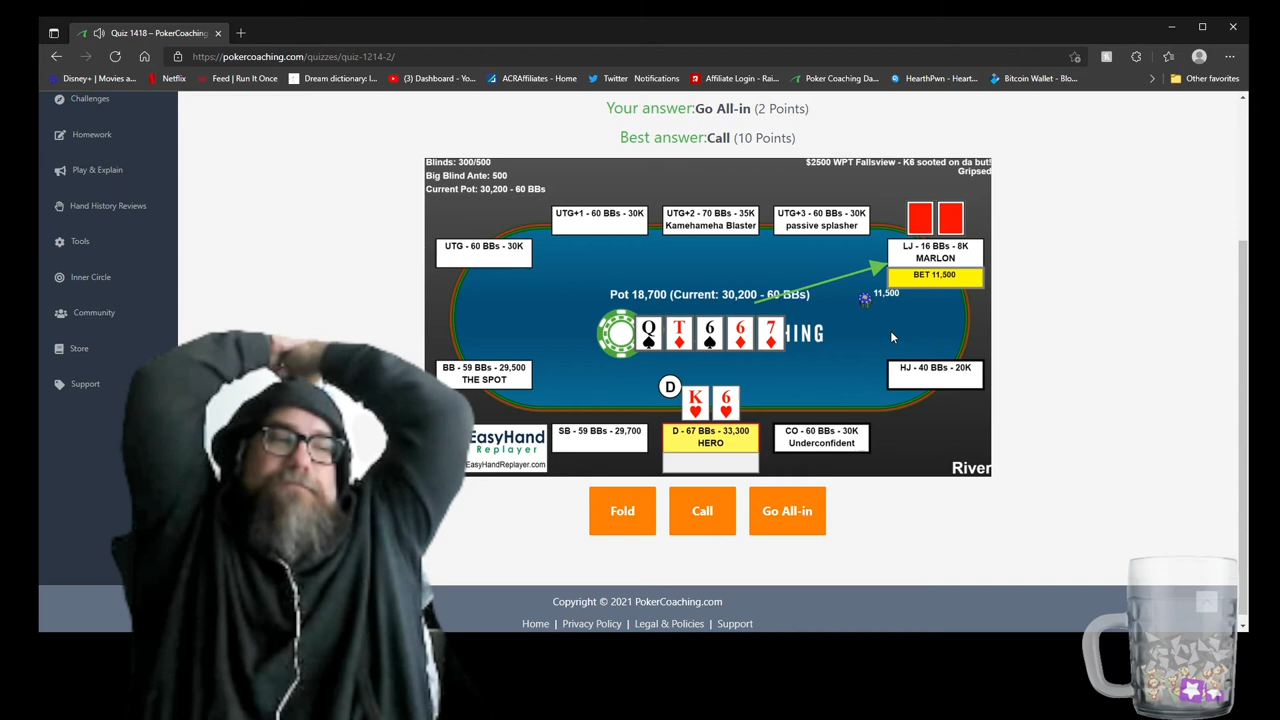 Quiz 1418 – PokerCoaching
https://pokercoaching.com/quizzes/quiz-1214-2/
Disney+ | Movies a...
Netflix
Feed | Run It Once
Dream dictionary: I...
(3) Dashboard - Yo...
ACRAffiliates - Home
Twitter
Notifications
Affiliate Login - Rai...
Poker Coaching Da...
HearthPwn - Heart...
Bitcoin Wallet - Blo...
Other favorites
Challenges
Homework
Play & Explain
Hand History Reviews
Tools
Inner Circle
Community
Store
Support
Your answer:Go All-in (2 Points)
Best answer:Call (10 Points)
Blinds: 300/500
Big Blind Ante: 500
Current Pot: 30,200 - 60 BBs
$2500 WPT Fallsview - K6 sooted on da but!
Gripsed
UTG+1 - 60 BBs - 30K
UTG+2 - 70 BBs - 35K
Kamehameha Blaster
UTG+3 - 60 BBs - 30K
passive splasher
UTG - 60 BBs - 30K
LJ - 16 BBs - 8K
MARLON
BET 11,500
11,500
Pot 18,700 (Current: 30,200 - 60 BBs)
Q T 6 6 7
HING
BB - 59 BBs - 29,500
THE SPOT
HJ - 40 BBs - 20K
D
K 6
EasyHand
Replayer
EasyHandReplayer.com
SB - 59 BBs - 29,700
D - 67 BBs - 33,300
HERO
CO - 60 BBs - 30K
Underconfident
River
Fold
Call
Go All-in
Copyright © 2021 PokerCoaching.com
Home | Privacy Policy | Legal & Policies | Support